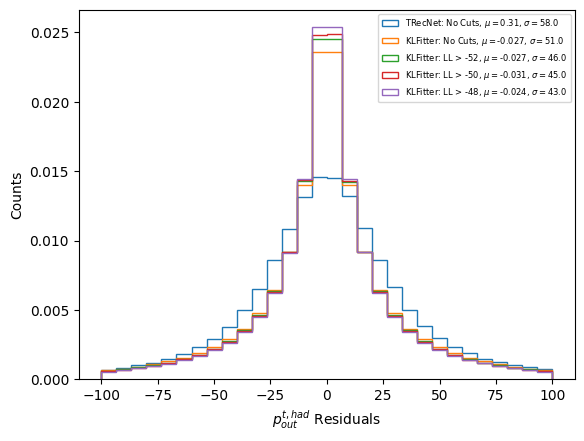 TRecNet: No Cuts, μ = 0.31, σ = 58.0
KLFitter: No Cuts, μ = -0.027, σ = 51.0
KLFitter: LL > -52, μ = -0.027, σ = 46.0
KLFitter: LL > -50, μ = -0.031, σ = 45.0
KLFitter: LL > -48, μ = -0.024, σ = 43.0
Counts
0.025
0.020
0.015
0.010
0.005
0.000
−100 −75 −50 −25 0 25 50 75 100
$p_{out}^{t,had}$ Residuals